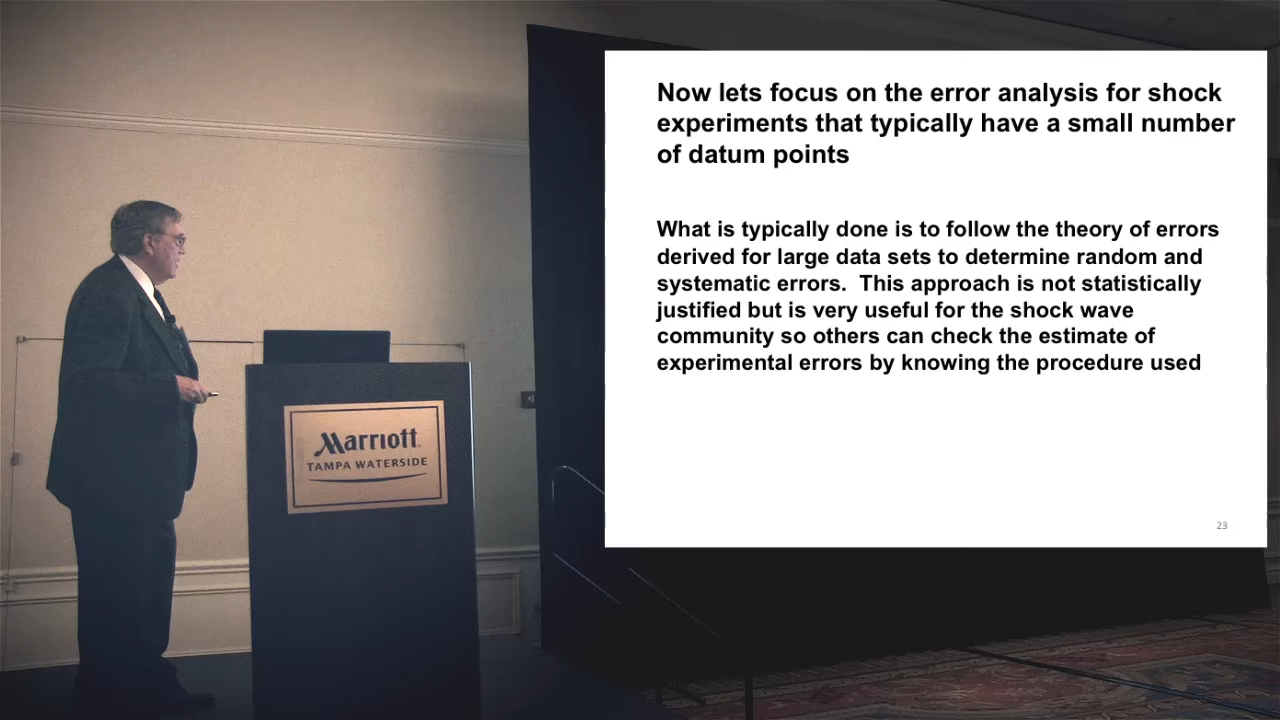 Now lets focus on the error analysis for shock
experiments that typically have a small number
of datum points
What is typically done is to follow the theory of errors
derived for large data sets to determine random and
systematic errors.  This approach is not statistically
justified but is very useful for the shock wave
community so others can check the estimate of
experimental errors by knowing the procedure used
23
Marriott.
TAMPA WATERSIDE